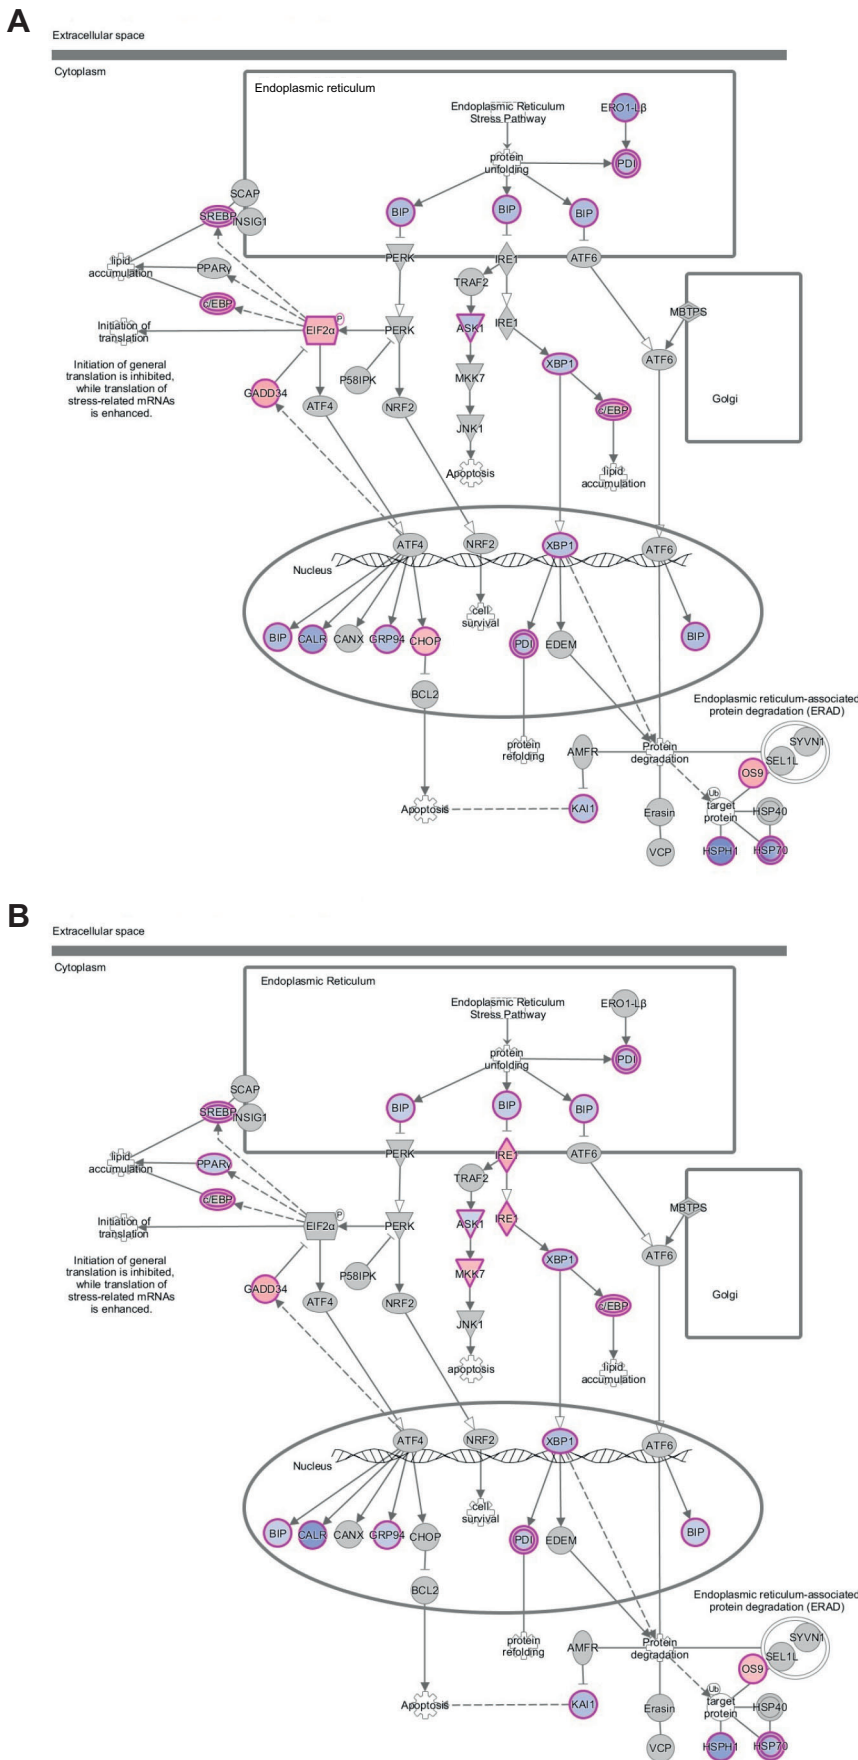 A
Extracellular space
Cytoplasm
Endoplasmic reticulum
Endoplasmic Reticulum
Stress Pathway
ERO1-Lβ
protein
unfolding
PDI
SCAP
SREBP
INSIG1
BIP
BIP
BIP
lipid
accumulation
PPARγ
PERK
IRE1
ATF6
TRAF2
c/EBP
MBTPS
Initiation of
translation
EIF2α
P
PERK
ASK1
IRE1
ATF6
Initiation of general
translation is inhibited,
while translation of
stress-related mRNAs
is enhanced.
GADD34
P58IPK
MKK7
XBP1
Golgi
ATF4
NRF2
JNK1
c/EBP
Apoptosis
lipid
accumulation
ATF4
NRF2
XBP1
ATF6
Nucleus
cell
survival
BIP
CALR
CANX
GRP94
CHOP
PDI
EDEM
BIP
BCL2
Endoplasmic reticulum-associated
protein degradation (ERAD)
protein
refolding
AMFR
Protein
degradation
SYVN1
SEL1L
OS9
Apoptosis
KAI1
Erasin
Ub
target
protein
HSP40
VCP
HSPH1
HSP70
B
Extracellular space
Cytoplasm
Endoplasmic Reticulum
Endoplasmic Reticulum
Stress Pathway
ERO1-Lβ
protein
unfolding
PDI
SCAP
SREBP
INSIG1
BIP
BIP
BIP
lipid
accumulation
PPARγ
PERK
IRE1
ATF6
TRAF2
c/EBP
MBTPS
Initiation of
translation
EIF2α
P
PERK
ASK1
IRE1
ATF6
Initiation of general
translation is inhibited,
while translation of
stress-related mRNAs
is enhanced.
GADD34
P58IPK
MKK7
XBP1
Golgi
ATF4
NRF2
JNK1
c/EBP
apoptosis
lipid
accumulation
ATF4
NRF2
XBP1
ATF6
Nucleus
cell
survival
BIP
CALR
CANX
GRP94
CHOP
PDI
EDEM
BIP
BCL2
Endoplasmic reticulum-associated
protein degradation (ERAD)
protein
refolding
AMFR
Protein
degradation
SYVN1
SEL1L
OS9
Apoptosis
KAI1
Erasin
Ub
target
protein
HSP40
VCP
HSPH1
HSP70